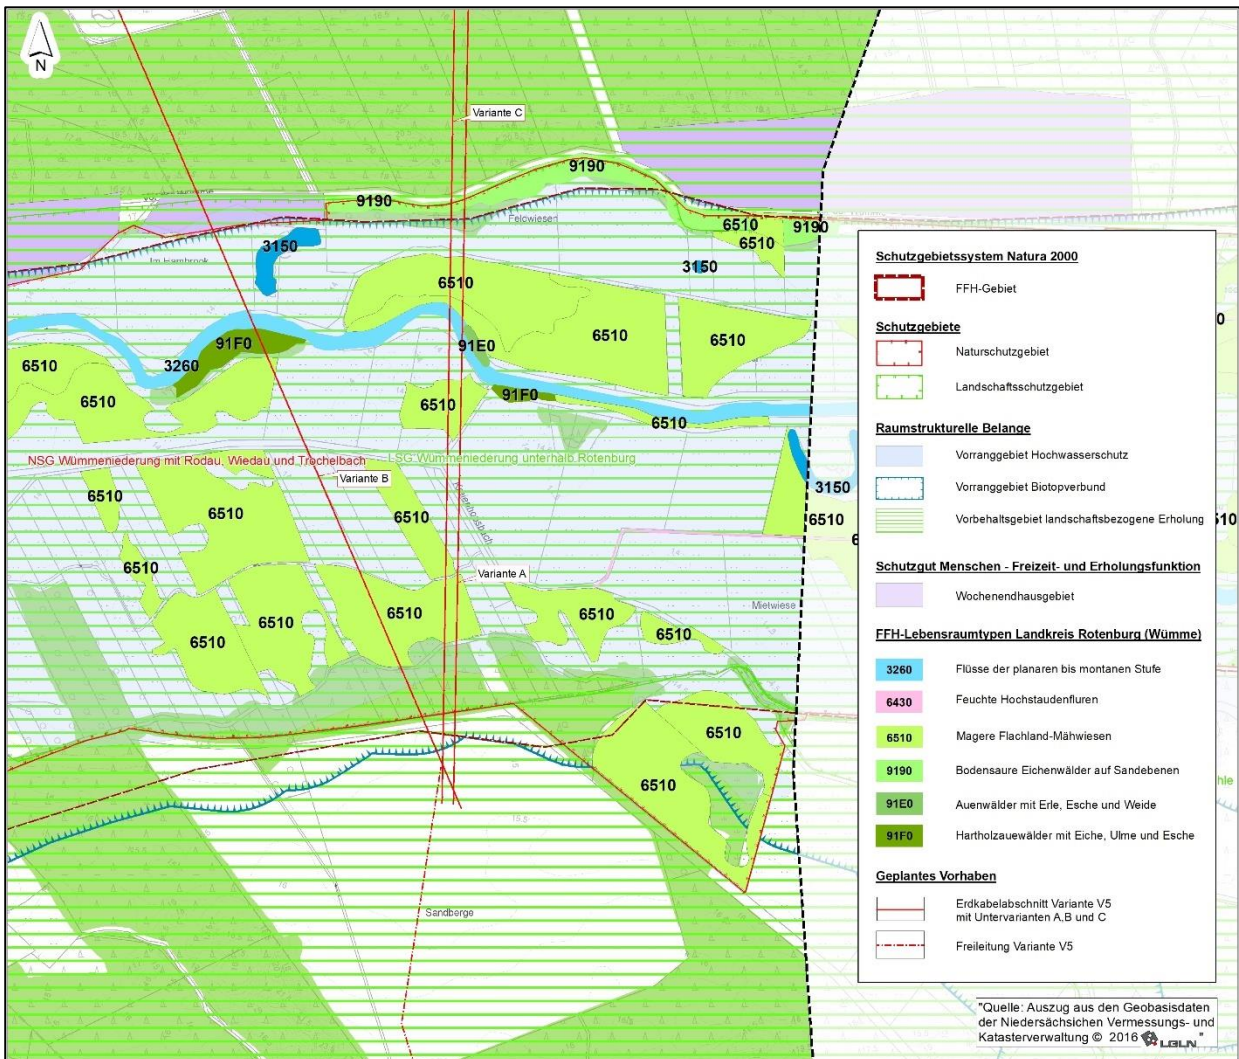 N
Variante C
9190
9190
Feldwiesen
6510
9190
6510
3150
3150
6510
6510
6510
91F0
91E0
3260
6510
6510
91F0
6510
6510
NSG Wümmeniederung mit Rodau, Wiedau und Trochelbach
LSG Wümmeniederung unterhalb Rotenburg
Variante B
3150
6510
6510
6510
6510
6510
Variante A
Mietwiese
6510
6510
6510
6510
6510
6510
6510
Sandberge
Schutzgebietssystem Natura 2000
FFH-Gebiet
Schutzgebiete
Naturschutzgebiet
Landschaftsschutzgebiet
Raumstrukturelle Belange
Vorranggebiet Hochwasserschutz
Vorranggebiet Biotopverbund
Vorbehaltsgebiet landschaftsbezogene Erholung
Schutzgut Menschen - Freizeit- und Erholungsfunktion
Wochenendhausgebiet
FFH-Lebensraumtypen Landkreis Rotenburg (Wümme)
3260 Flüsse der planaren bis montanen Stufe
6430 Feuchte Hochstaudenfluren
6510 Magere Flachland-Mähwiesen
9190 Bodensaure Eichenwälder auf Sandebenen
91E0 Auenwälder mit Erle, Esche und Weide
91F0 Hartholzauewälder mit Eiche, Ulme und Esche
Geplantes Vorhaben
Erdkabelabschnitt Variante V5
mit Untervarianten A,B und C
Freileitung Variante V5
"Quelle: Auszug aus den Geobasisdaten
der Niedersächsichen Vermessungs- und
Katasterverwaltung © 2016 LGLN "